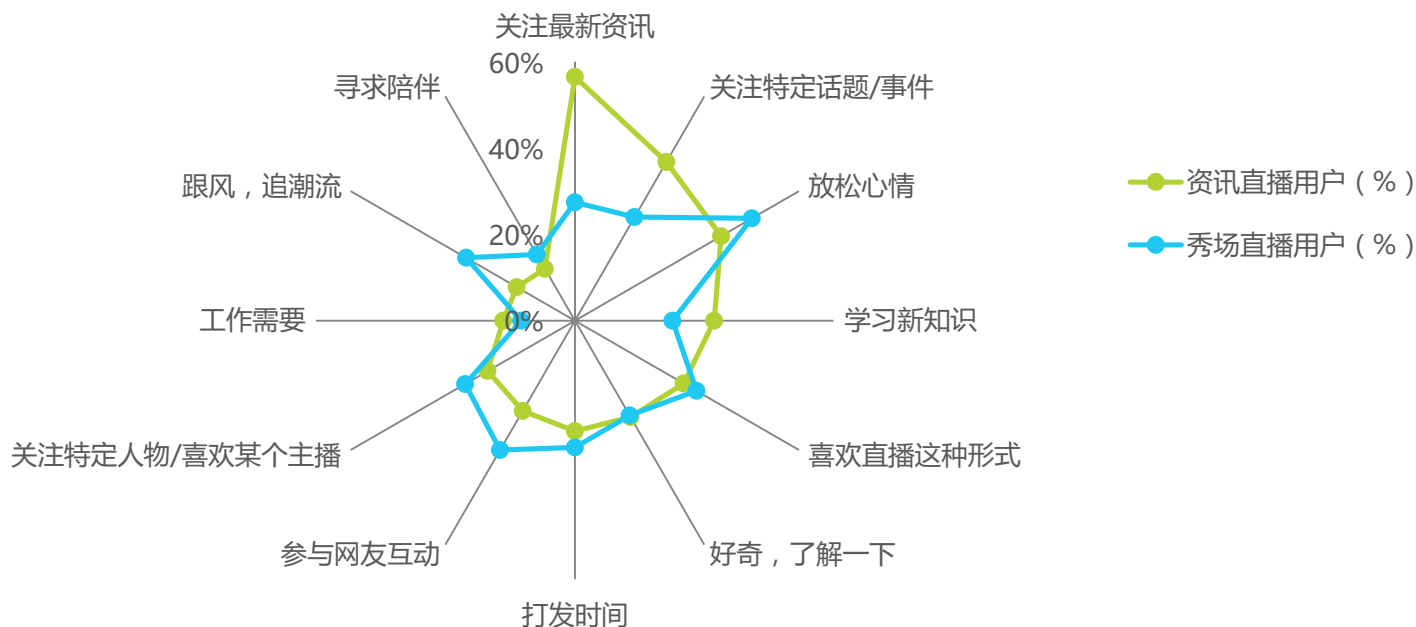 关注最新资讯
60%
寻求陪伴
关注特定话题/事件
40%
跟风，追潮流
放松心情
资讯直播用户（%）
20%
秀场直播用户（%）
工作需要
0%
学习新知识
关注特定人物/喜欢某个主播
喜欢直播这种形式
参与网友互动
好奇，了解一下
打发时间